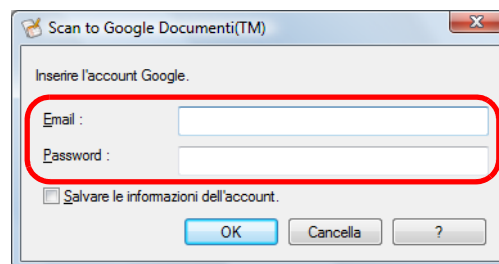 Scan to Google Documenti(TM)
Inserire l'account Google.
Email :
Password :
Salvare le informazioni dell'account.
OK Cancella ?